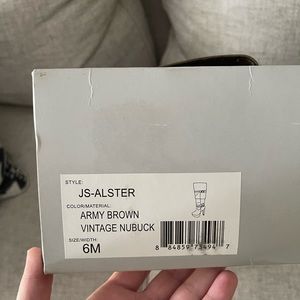 STYLE:
JS-ALSTER
COLOR/MATERIAL:
ARMY BROWN
VINTAGE NUBUCK
SIZE/WIDTH:
6M
8 84859 73494 7